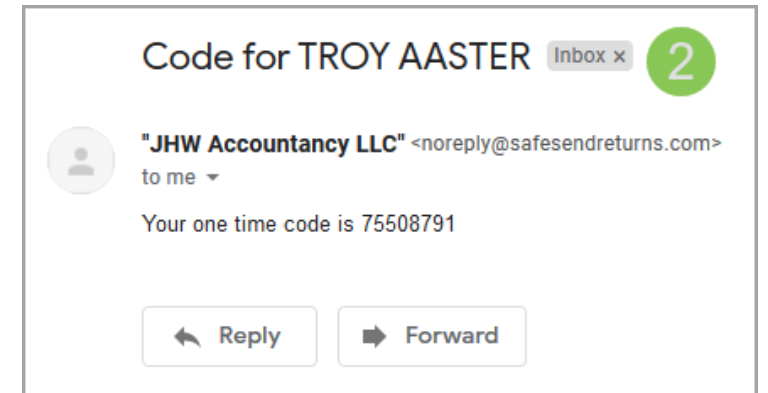 Code for TROY AASTER Inbox x 2
"JHW Accountancy LLC" <noreply@safesendreturns.com>
to me
Your one time code is 75508791
Reply Forward